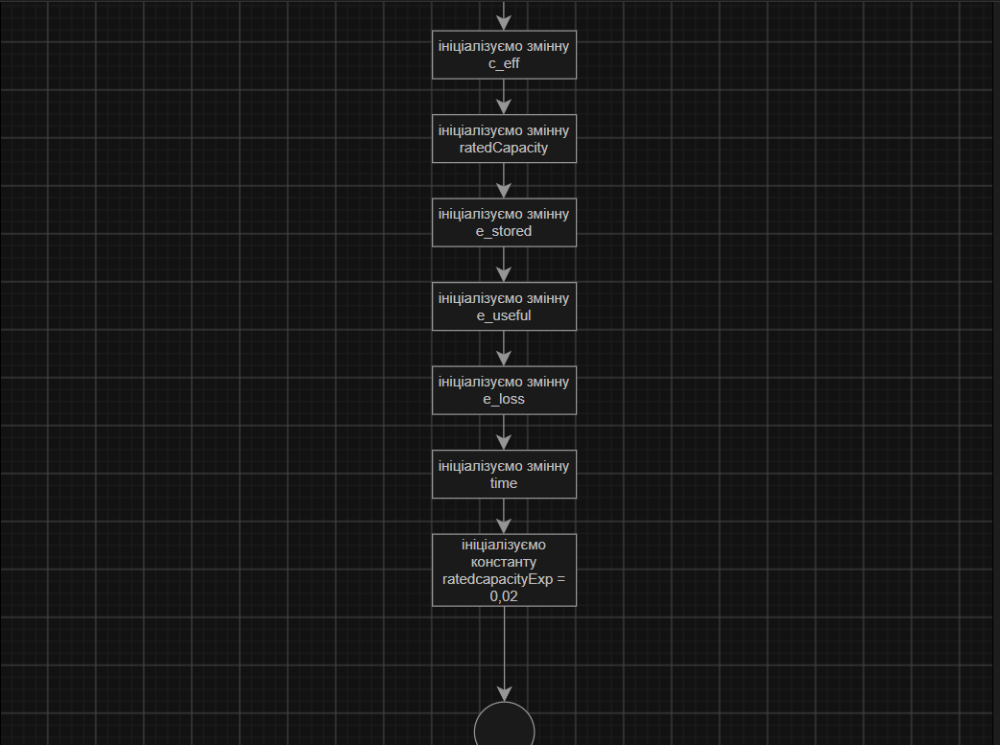 ініціалізуємо змінну
c_eff
ініціалізуємо змінну
ratedCapacity
ініціалізуємо змінну
e_stored
ініціалізуємо змінну
e_useful
ініціалізуємо змінну
e_loss
ініціалізуємо змінну
time
ініціалізуємо
константу
ratedcapacityExp =
0,02